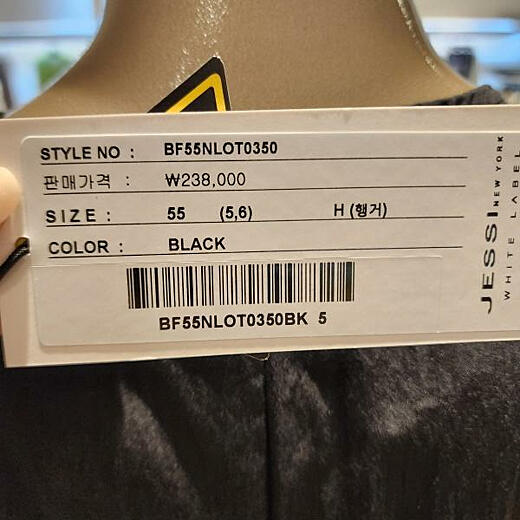 STYLE NO : BF55NLOT0350
판매가격 : ₩238,000
SIZE : 55 (5,6) H (행거)
COLOR : BLACK
BF55NLOT0350BK 5
JESSI NEW YORK
WHITE LABEL